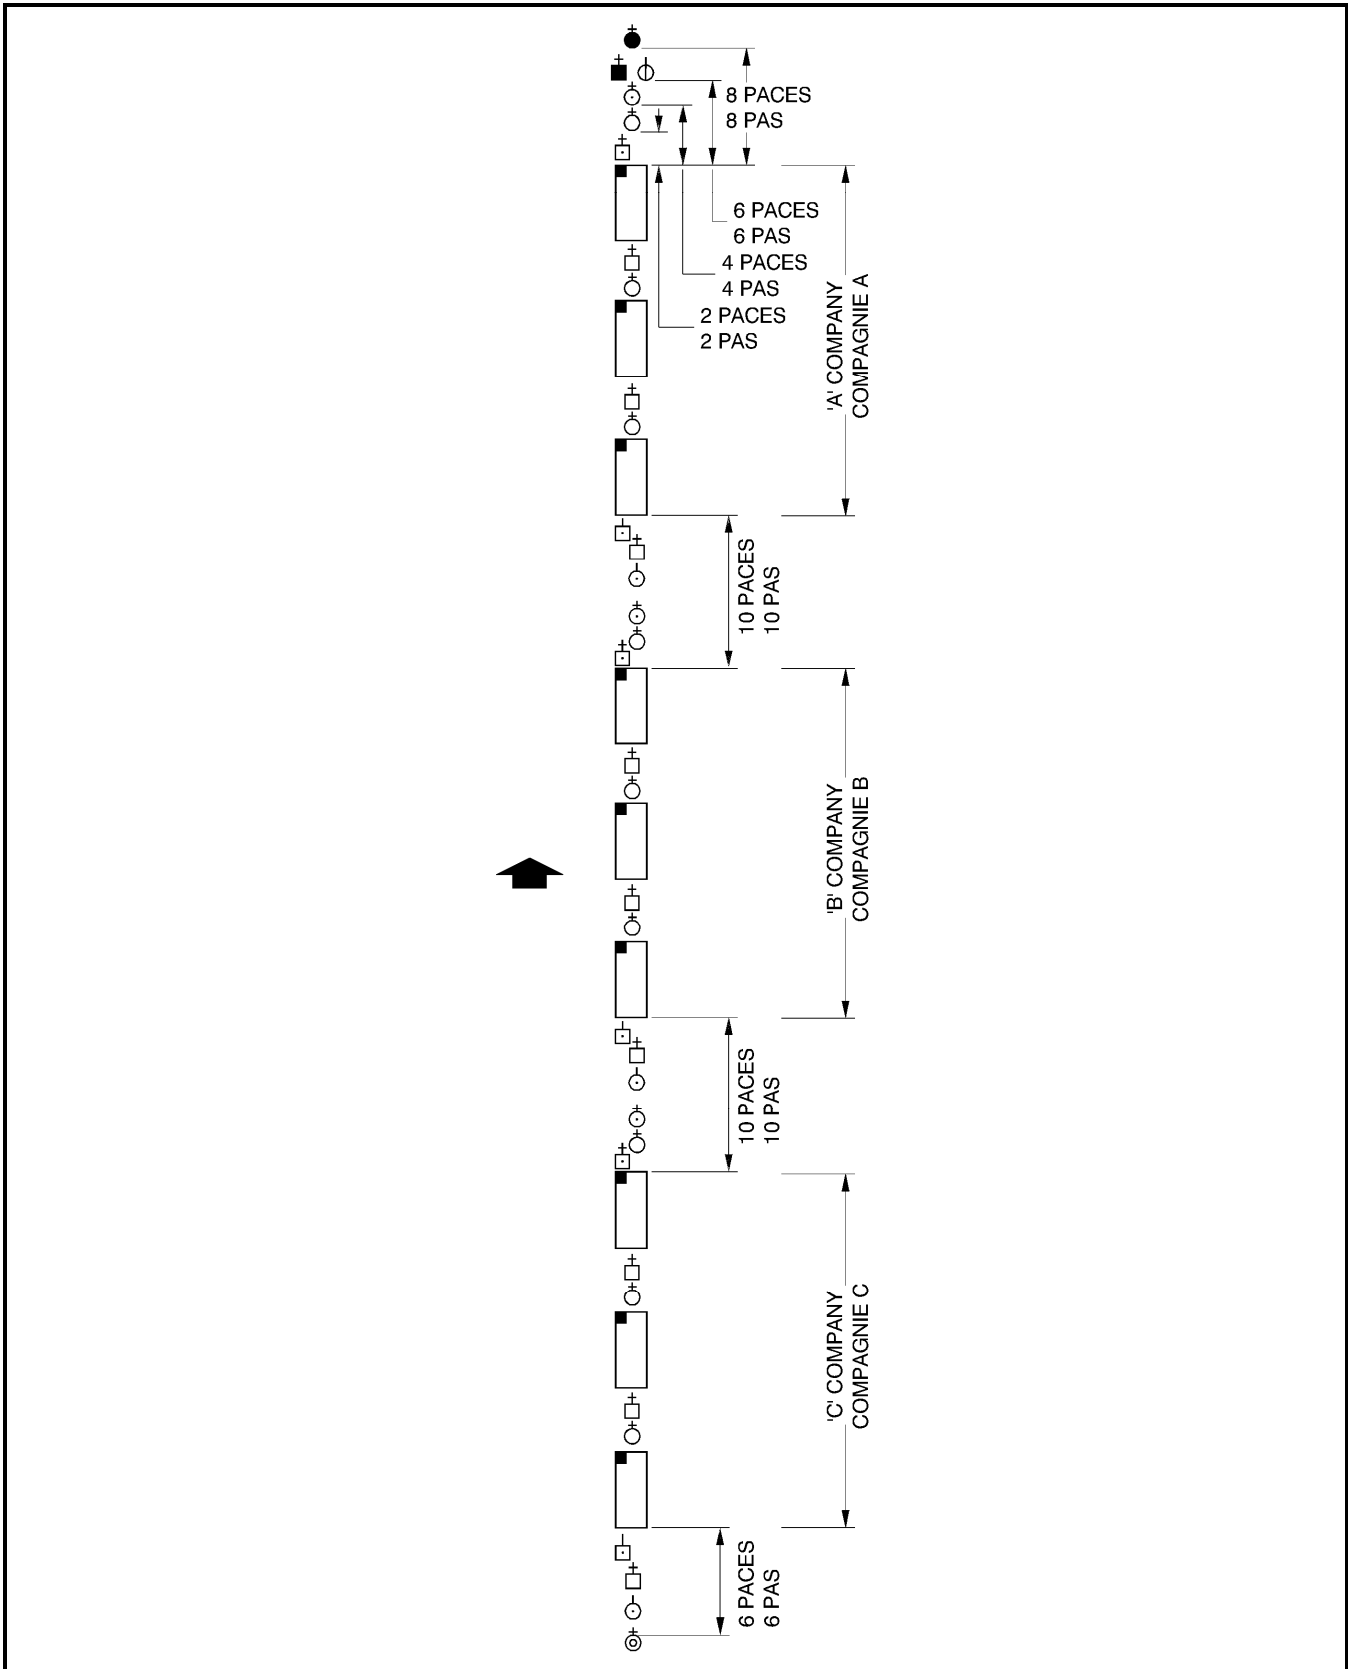 8 PACES
8 PAS
6 PACES
6 PAS
4 PACES
4 PAS
2 PACES
2 PAS
'A' COMPANY
COMPAGNIE A
10 PACES
10 PAS
'B' COMPANY
COMPAGNIE B
10 PACES
10 PAS
'C' COMPANY
COMPAGNIE C
6 PACES
6 PAS